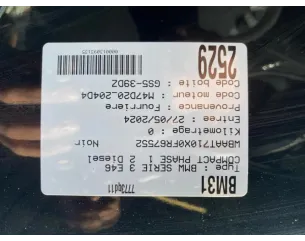 7773qd11
BM31
Type : BMW SERIE 3 E46
COMPACT PHASE 1 2 Diesel
WBAAT710X0FR67552 Noir
Kilometrage : 0
Entree : 27/05/2024
Provenance : Fourriere
Code moteur : M47D20_204D4
Code boite : GS5-39DZ
2529